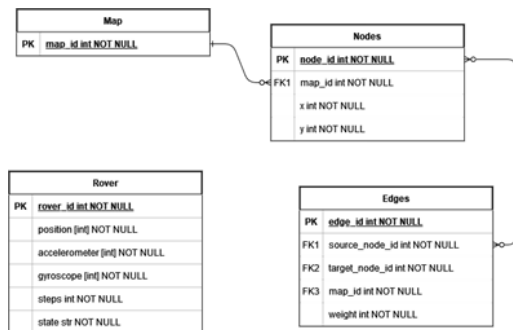 Map
PK map_id int NOT NULL
Nodes
PK node_id int NOT NULL
FK1 map_id int NOT NULL
x int NOT NULL
y int NOT NULL
Rover
PK rover_id int NOT NULL
position [int] NOT NULL
accelerometer [int] NOT NULL
gyroscope [int] NOT NULL
steps int NOT NULL
state str NOT NULL
Edges
PK edge_id int NOT NULL
FK1 source_node_id int NOT NULL
FK2 target_node_id int NOT NULL
FK3 map_id int NOT NULL
weight int NOT NULL